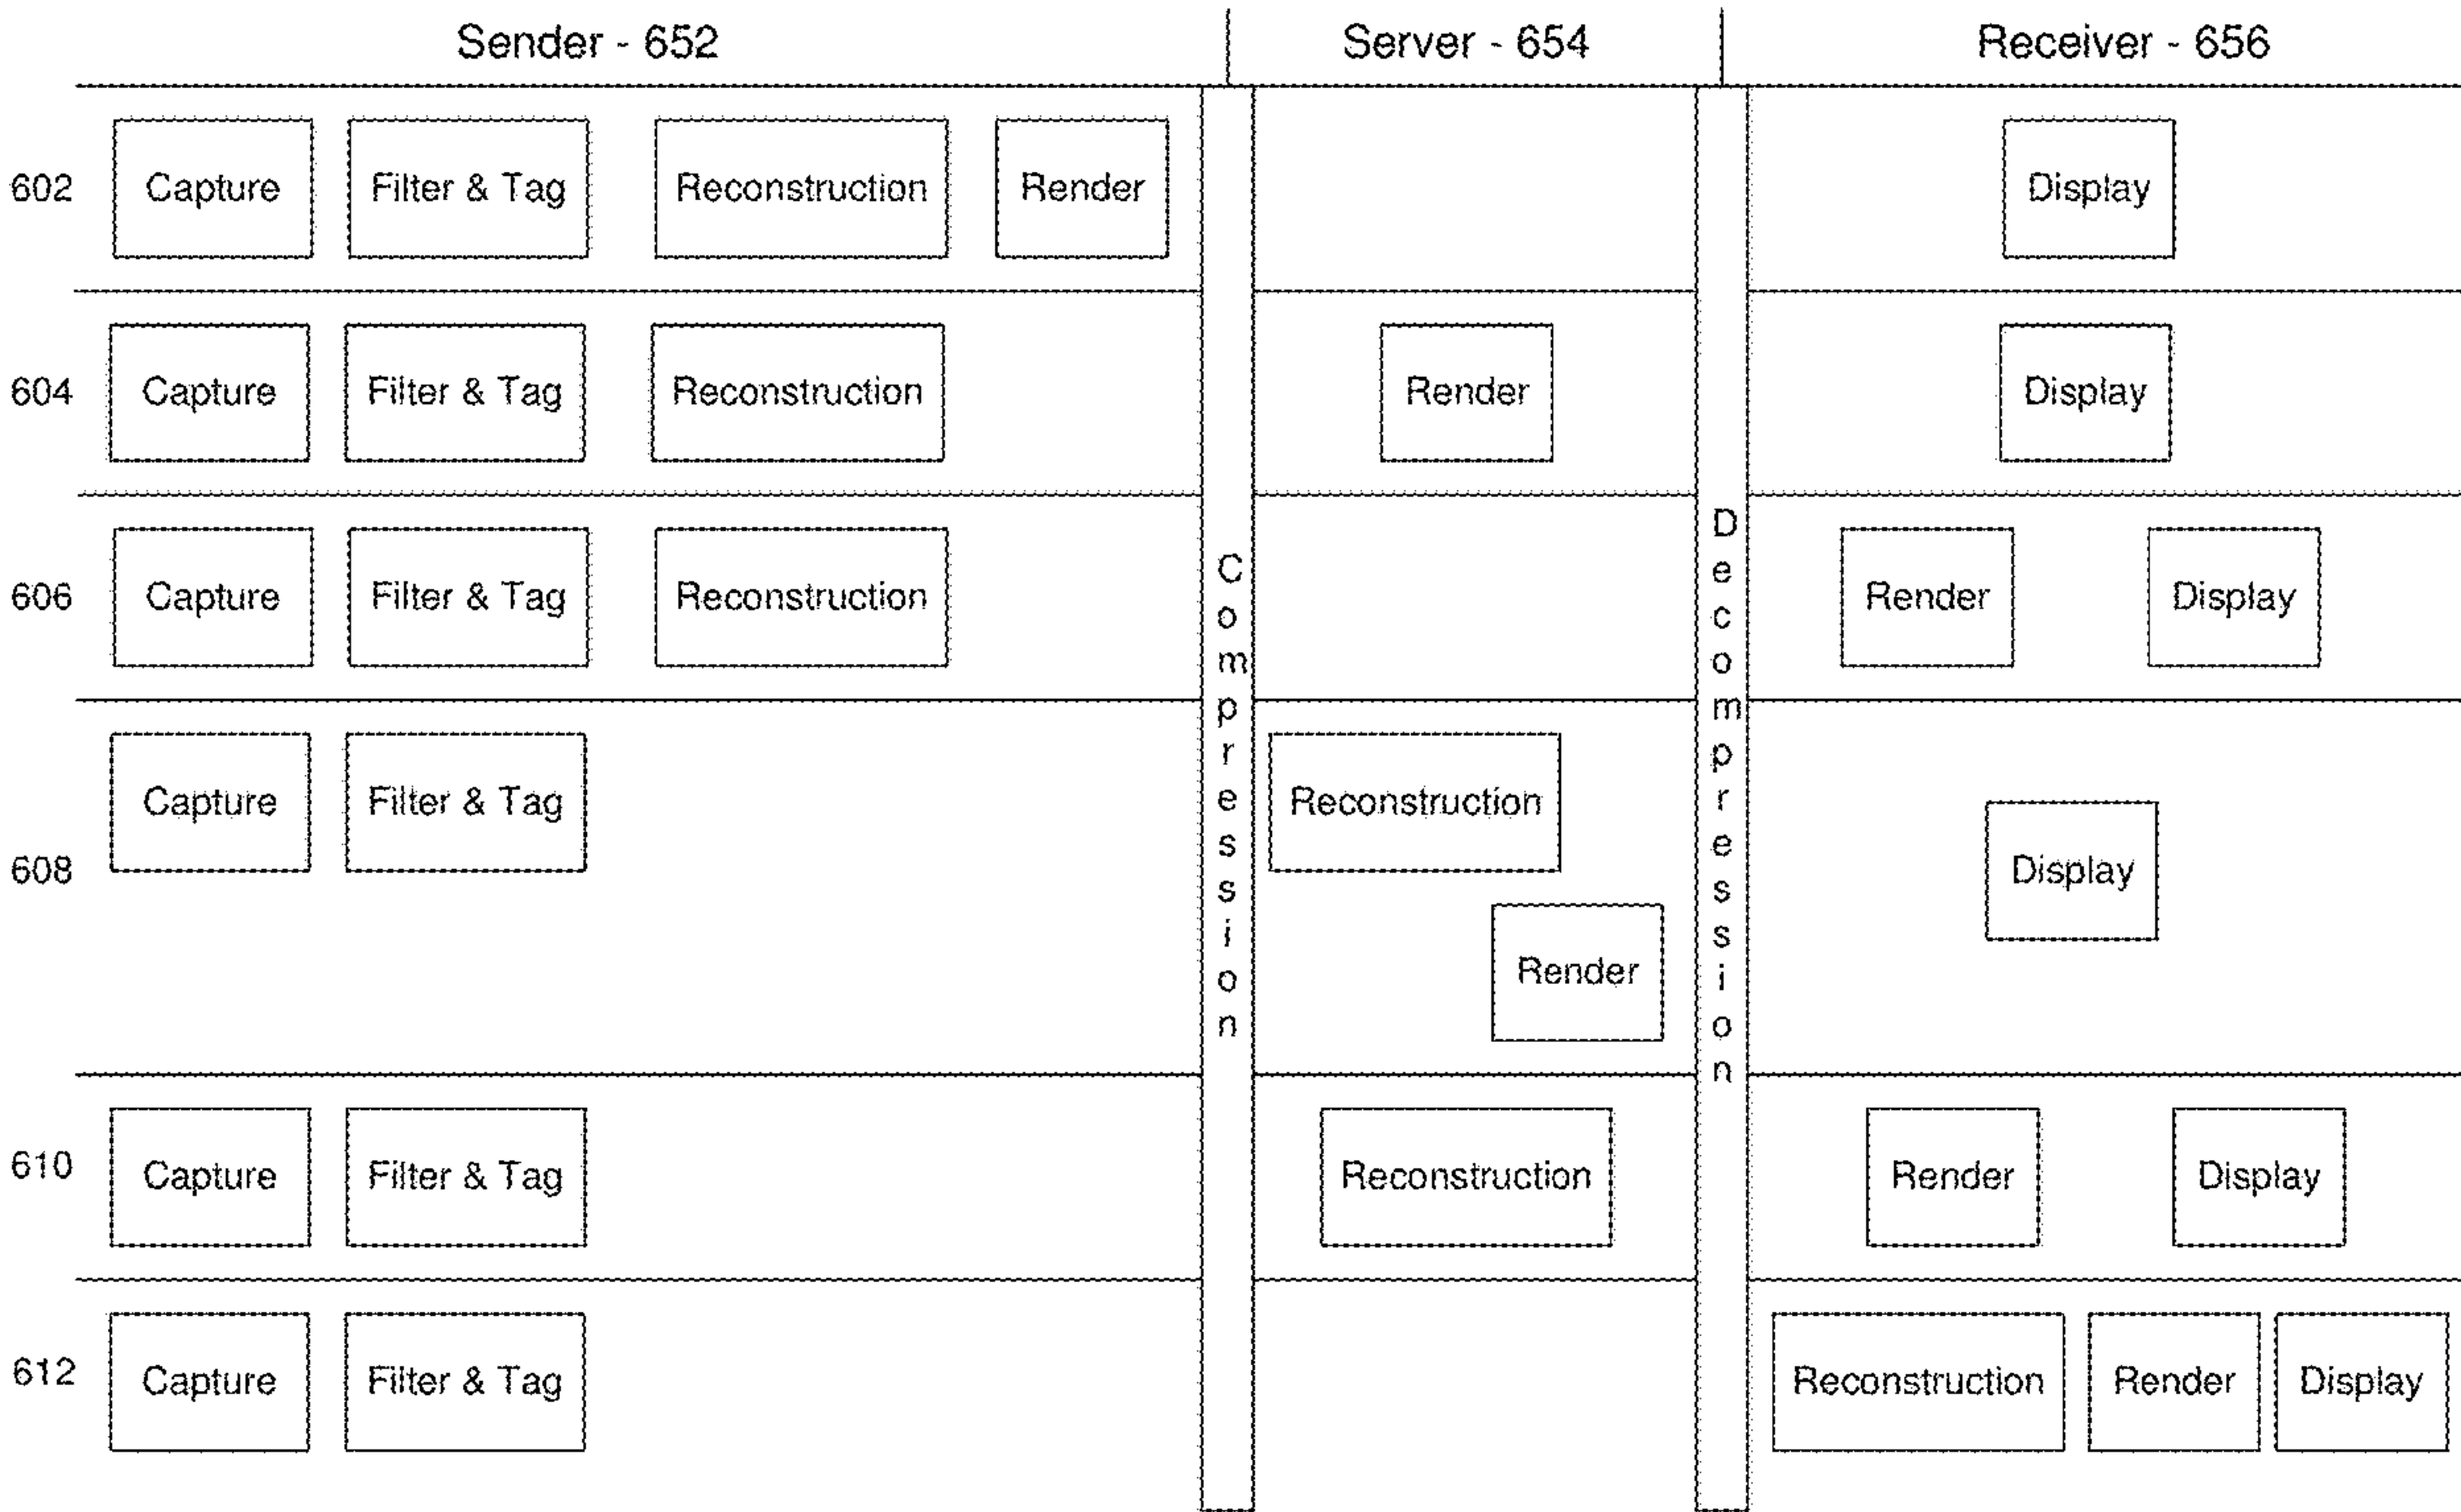 Sender - 652 Server - 654 Receiver - 656
602 Capture Filter & Tag Reconstruction Render Display
604 Capture Filter & Tag Reconstruction Render Display
606 Capture Filter & Tag Reconstruction Render Display
Compression
Decompression
608 Capture Filter & Tag Reconstruction Render Display
610 Capture Filter & Tag Reconstruction Render Display
612 Capture Filter & Tag Reconstruction Render Display